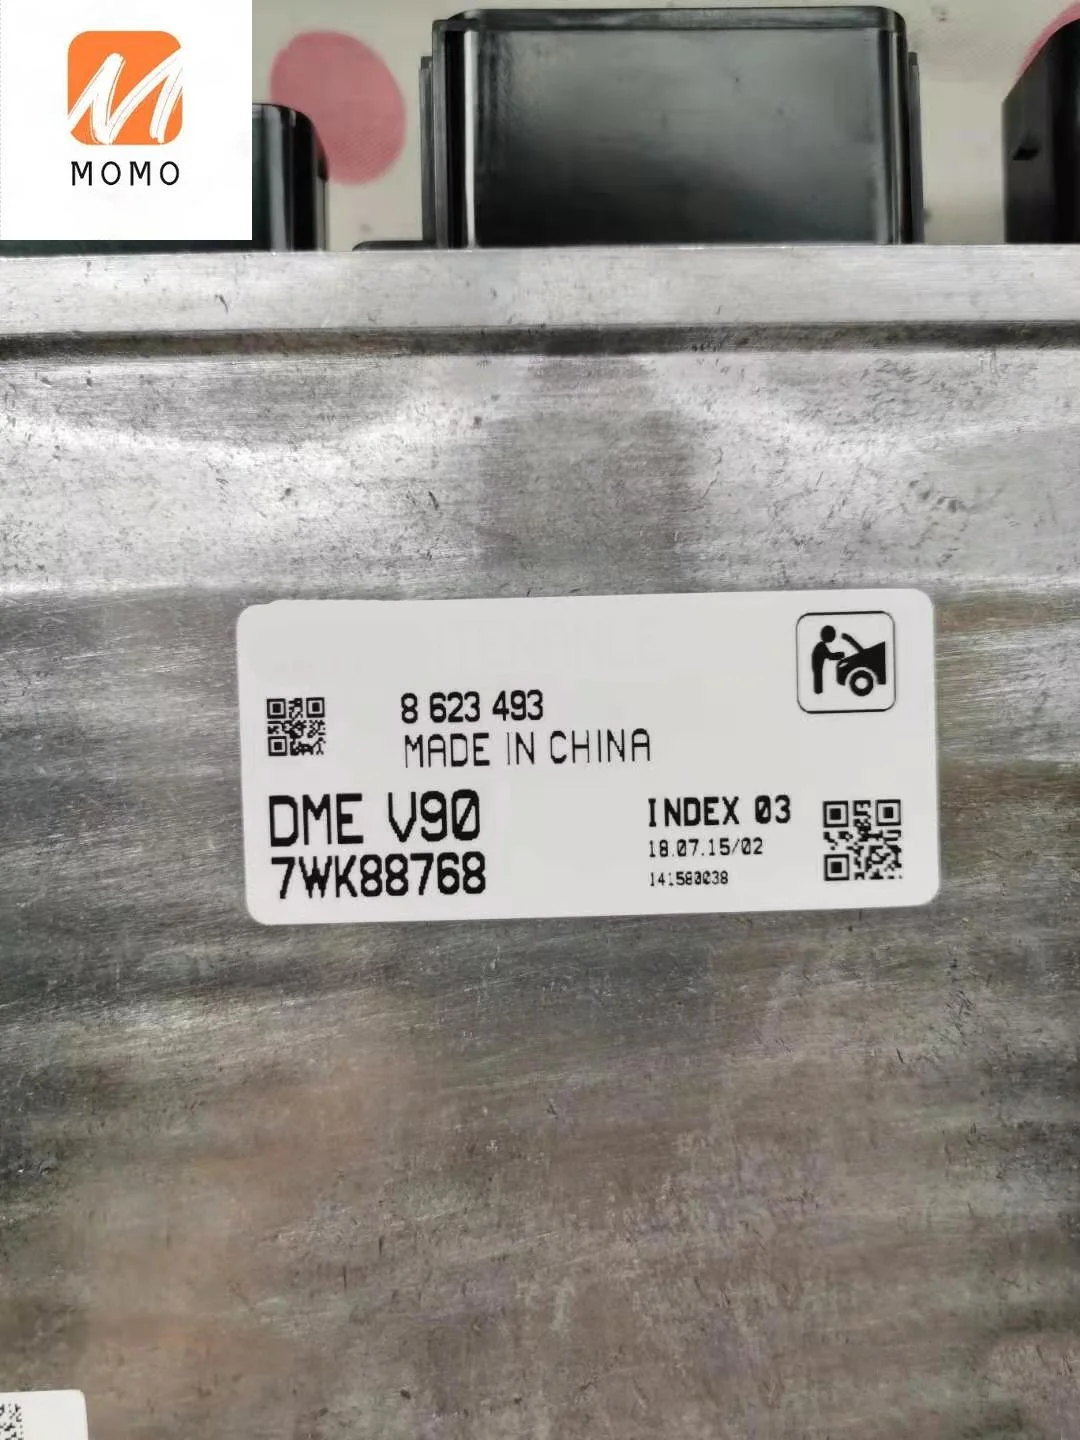 MOMO
8 623 493
MADE IN CHINA
DME V90
7WK88768
INDEX 03
18.07.15/02
141580038